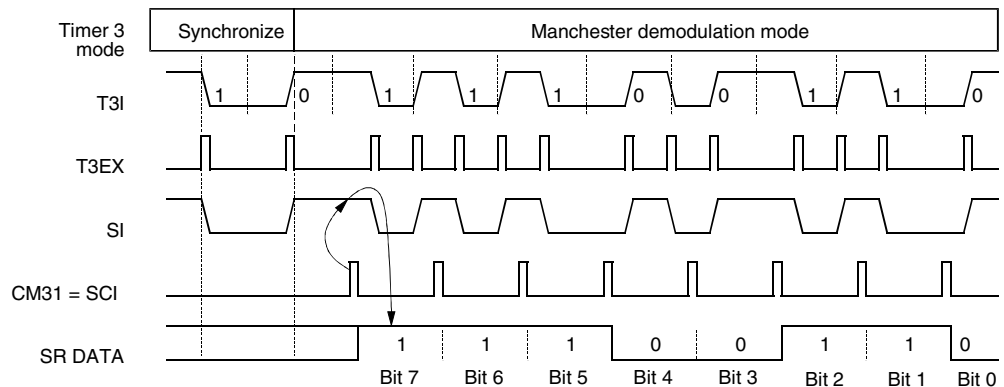 Timer 3
mode
Synchronize
Manchester demodulation mode
T3I
1 0 1 1 1 0 0 1 1 0
T3EX
SI
CM31 = SCI
SR DATA
1 1 1 0 0 1 1 0
Bit 7 Bit 6 Bit 5 Bit 4 Bit 3 Bit 2 Bit 1 Bit 0